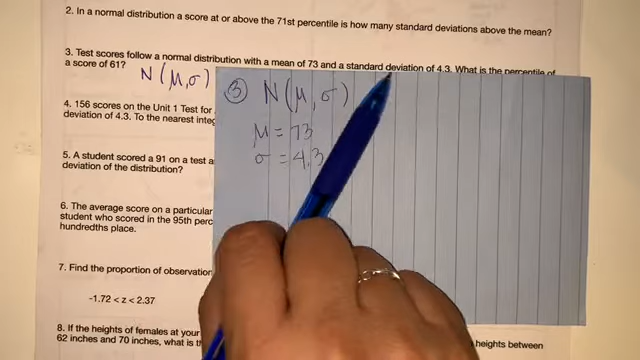 2. In a normal distribution a score at or above the 71st percentile is how many standard deviations above the mean?
3. Test scores follow a normal distribution with a mean of 73 and a standard deviation of 4.3. What is the percentile of
a score of 61?
N(μ,σ)
③ N(μ,σ)
μ = 73
σ = 4.3
4. 156 scores on the Unit 1 Test for
deviation of 4.3. To the nearest inte
5. A student scored a 91 on a test a
deviation of the distribution?
6. The average score on a particular
student who scored in the 95th perc
hundredths place.
7. Find the proportion of observation
-1.72 < z < 2.37
8. If the heights of females at your
heights between
62 inches and 70 inches, what is t